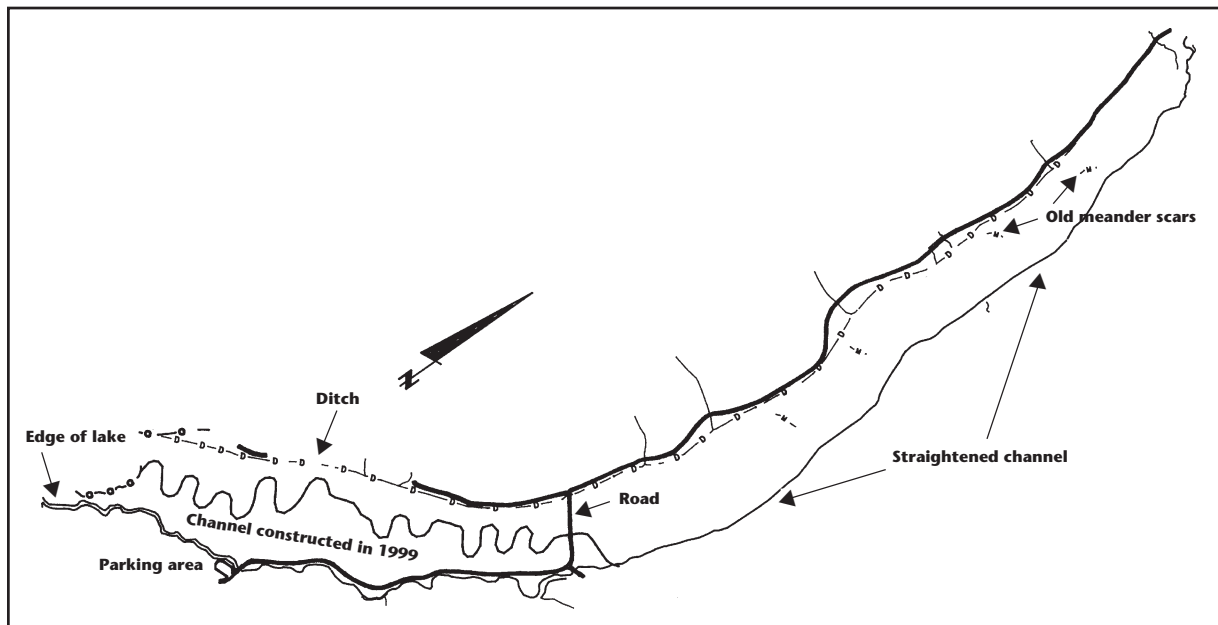 Old meander scars
N
Ditch
Edge of lake
Straightened channel
Road
Channel constructed in 1999
Parking area